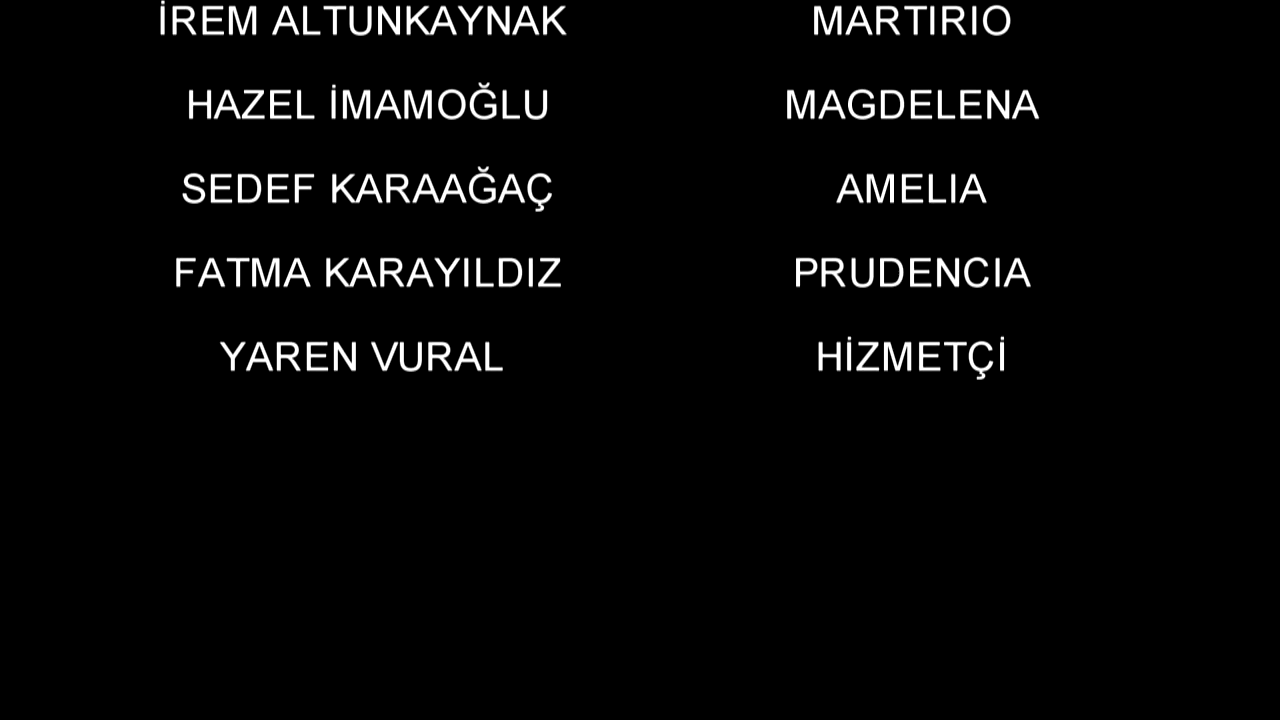 İREM ALTUNKAYNAK MARTIRIO
HAZEL İMAMOĞLU MAGDELENA
SEDEF KARAAĞAÇ AMELIA
FATMA KARAYILDIZ PRUDENCIA
YAREN VURAL HİZMETÇİ